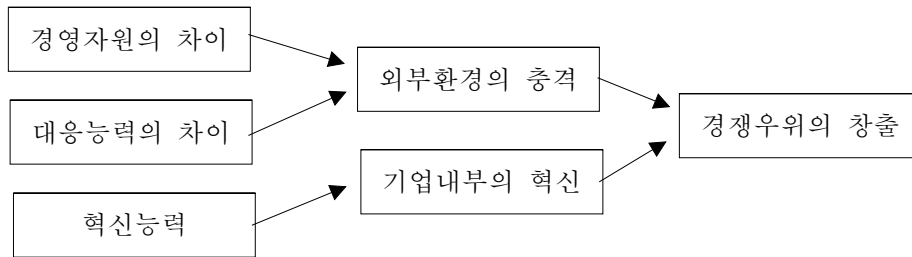 경영자원의 차이
대응능력의 차이
혁신능력
외부환경의 충격
기업내부의 혁신
경쟁우위의 창출